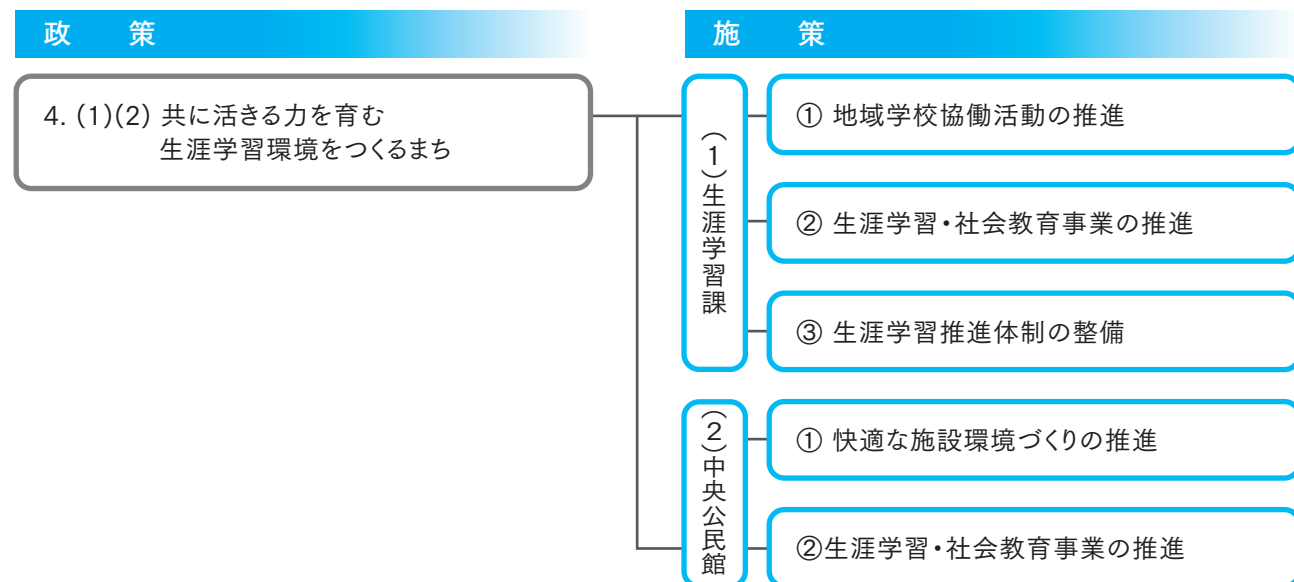 政　策
施　策
4. (1)(2) 共に活きる力を育む
生涯学習環境をつくるまち
(1)生涯学習課
① 地域学校協働活動の推進
② 生涯学習・社会教育事業の推進
③ 生涯学習推進体制の整備
(2)中央公民館
① 快適な施設環境づくりの推進
②生涯学習・社会教育事業の推進